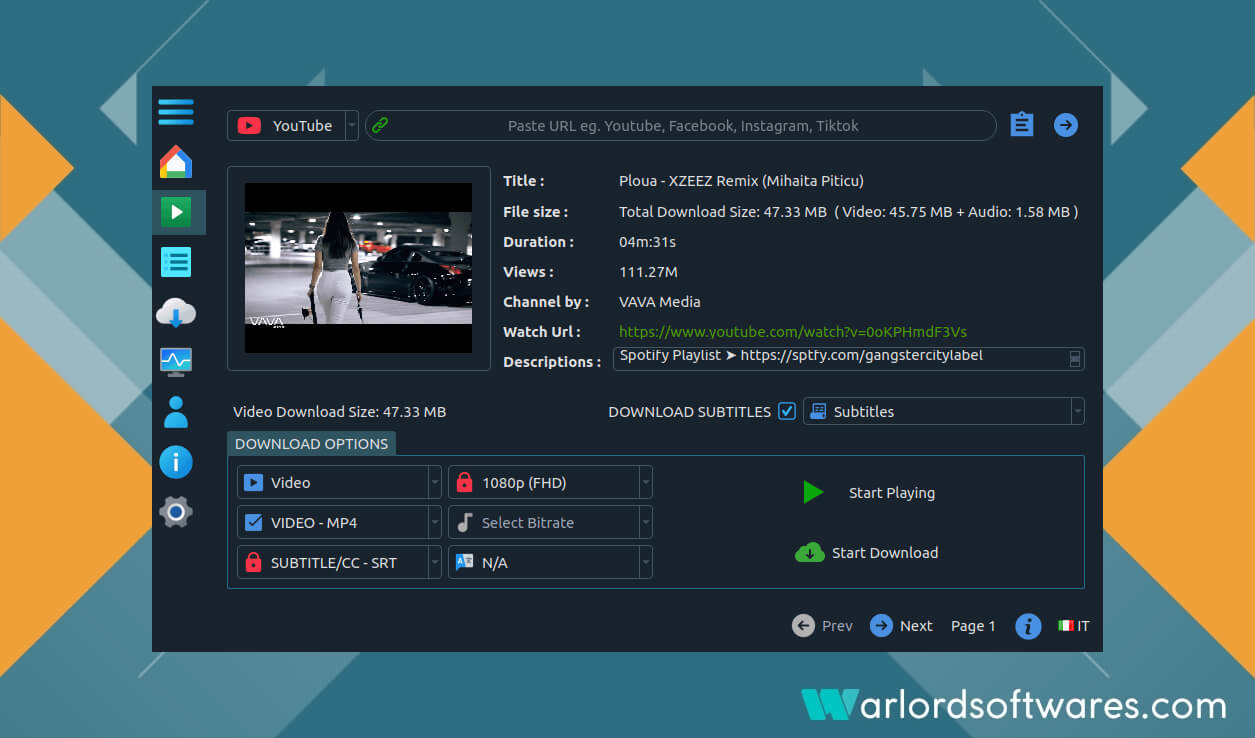 YouTube
Paste URL eg. Youtube, Facebook, Instagram, Tiktok
Title :
Ploua - XZEEZ Remix (Mihaita Piticu)
File size :
Total Download Size: 47.33 MB ( Video: 45.75 MB + Audio: 1.58 MB )
Duration :
04m:31s
Views :
111.27M
Channel by :
VAVA Media
Watch Url :
https://www.youtube.com/watch?v=0oKPHmdF3Vs
Descriptions :
Spotify Playlist ➤ https://sptfy.com/gangstercitylabel
VAVA
Video Download Size: 47.33 MB
DOWNLOAD SUBTITLES
Subtitles
DOWNLOAD OPTIONS
Video
1080p (FHD)
Start Playing
VIDEO - MP4
Select Bitrate
SUBTITLE/CC - SRT
N/A
Start Download
Prev
Next
Page 1
IT
Warlordsoftwares.com